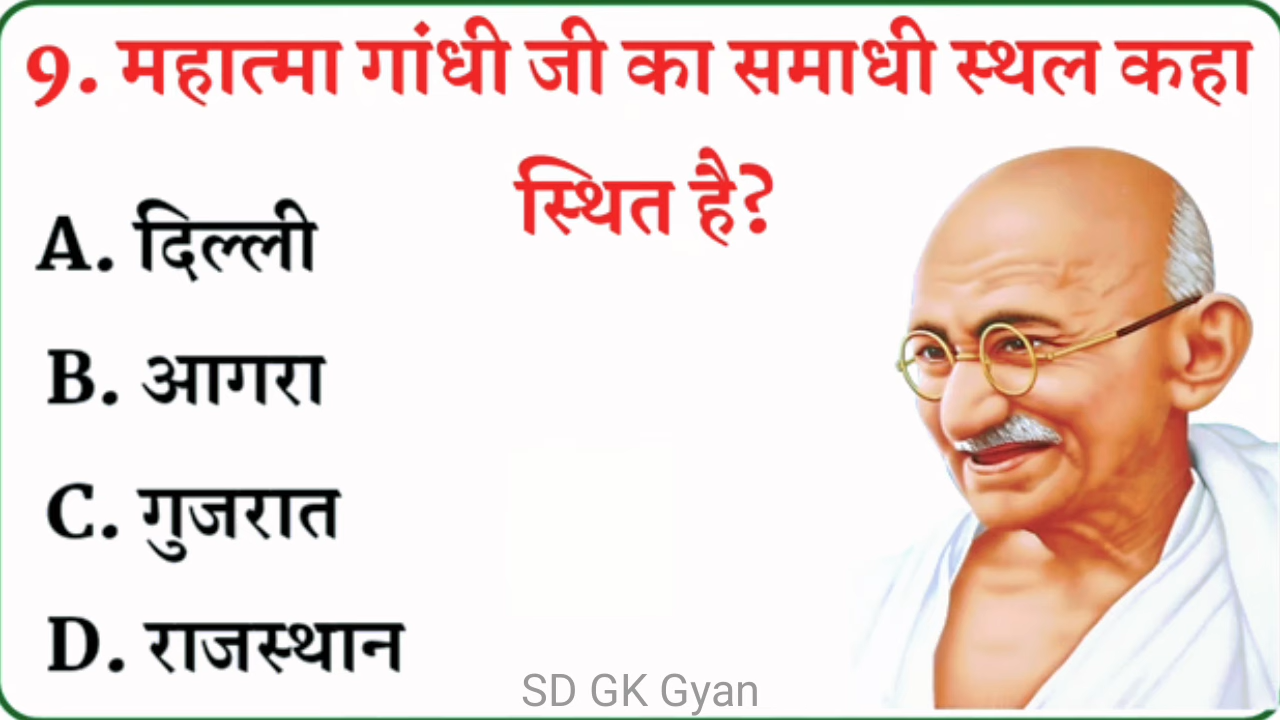 9. महात्मा गांधी जी का समाधी स्थल कहा
स्थित है?
A. दिल्ली
B. आगरा
C. गुजरात
D. राजस्थान
SD GK Gyan